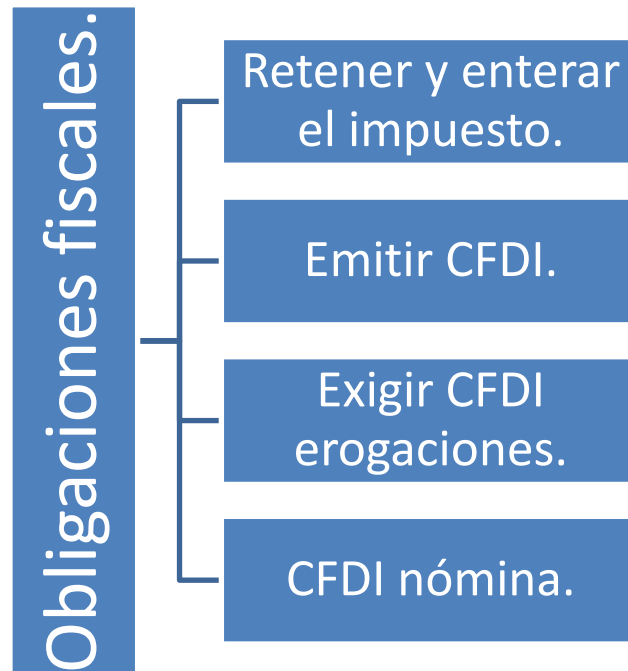 Obligaciones fiscales.
Retener y enterar
el impuesto.
Emitir CFDI.
Exigir CFDI
erogaciones.
CFDI nómina.